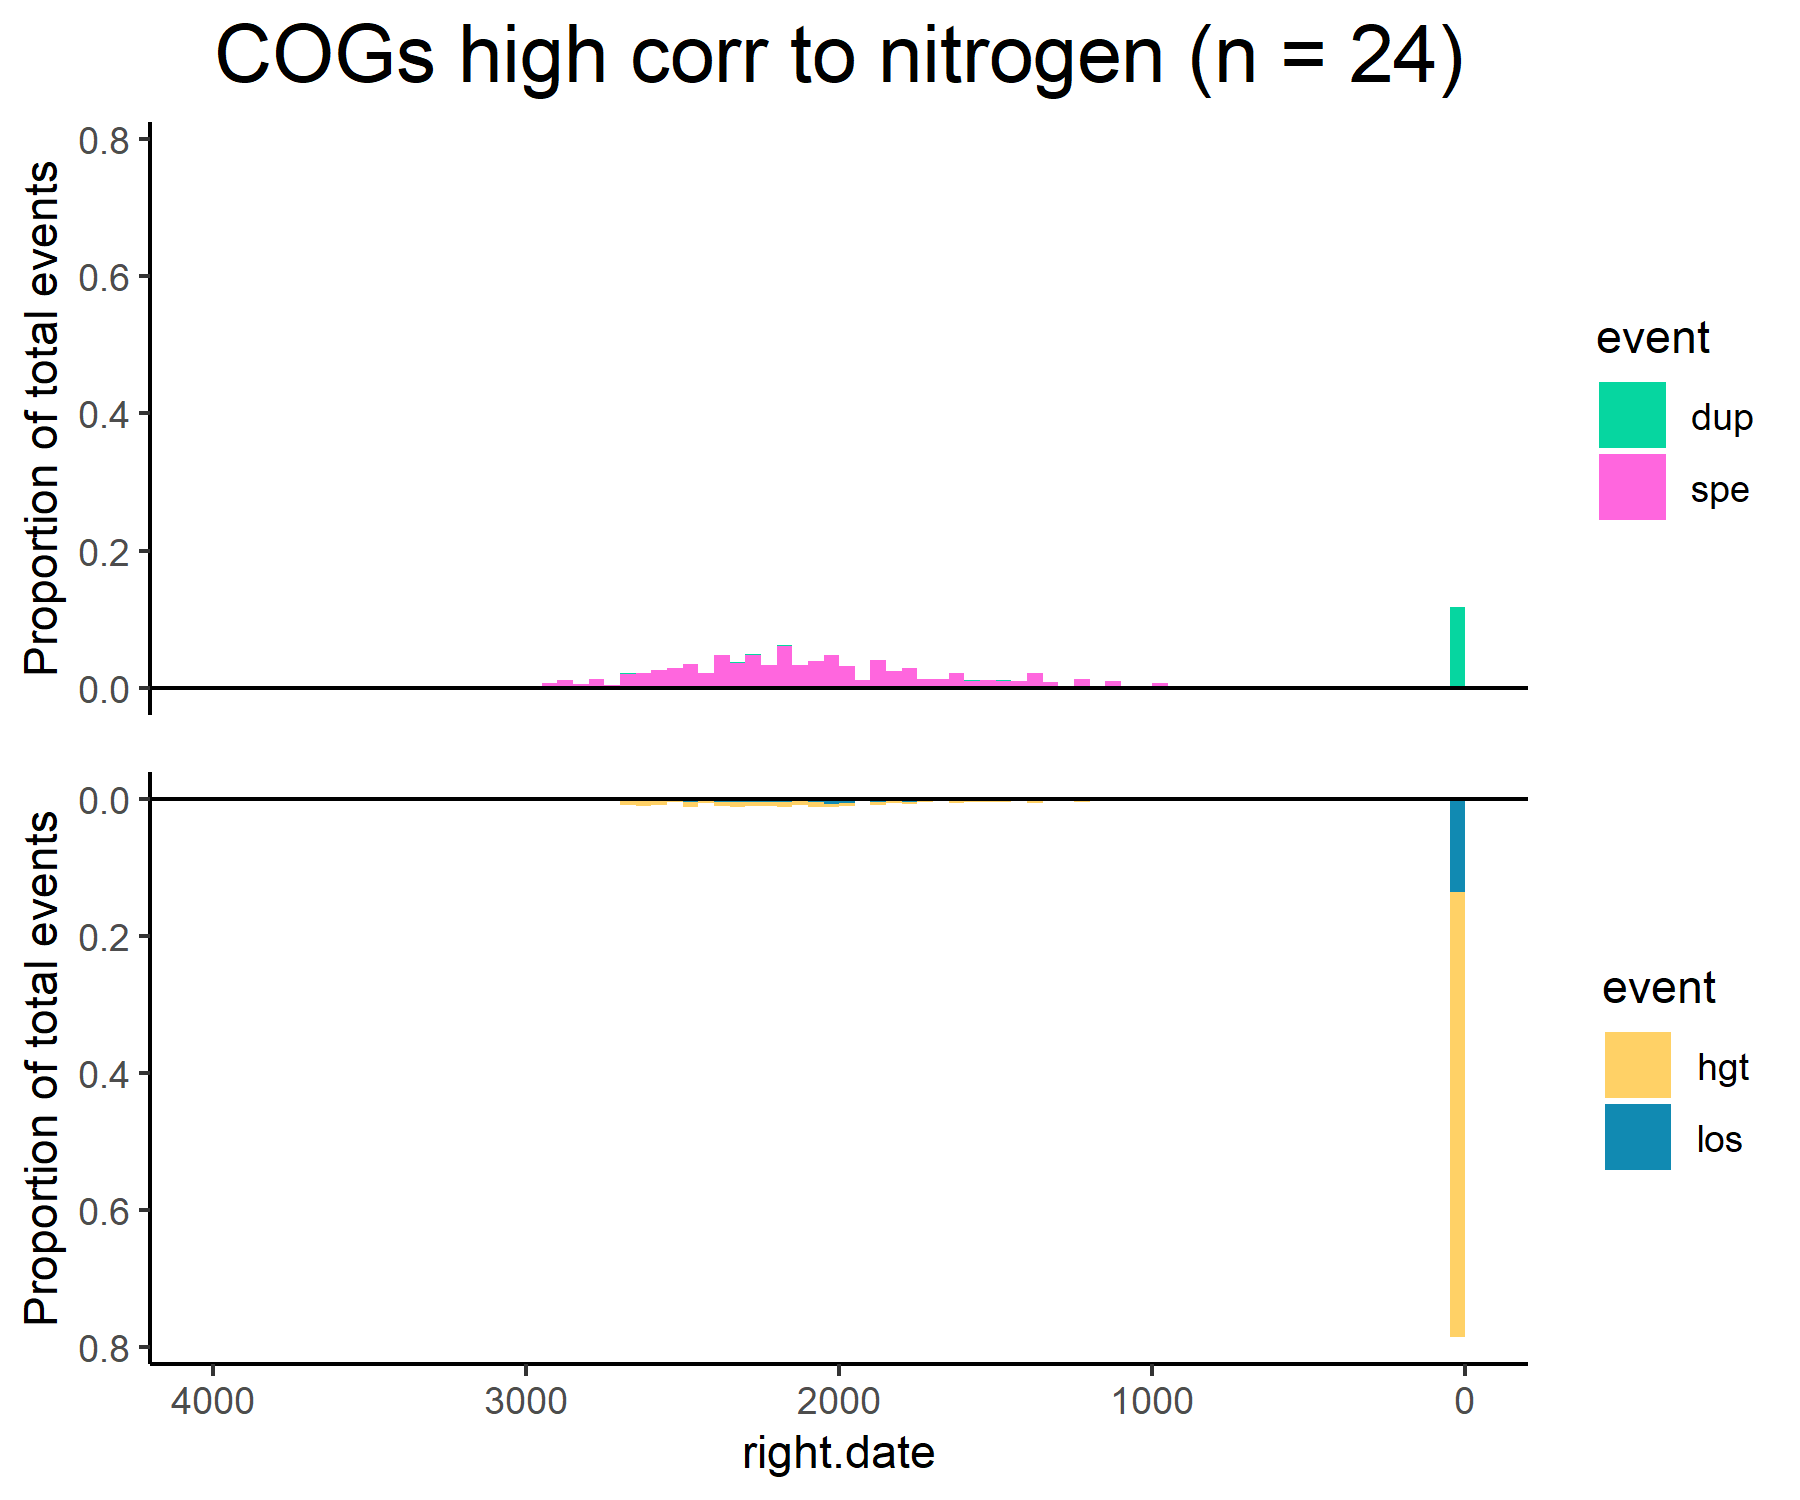 COGs high corr to nitrogen (n = 24)
Proportion of total events
0.8
0.6
0.4
0.2
0.0
event
dup
spe
Proportion of total events
0.0
0.2
0.4
0.6
0.8
event
hgt
los
4000 3000 2000 1000 0
right.date